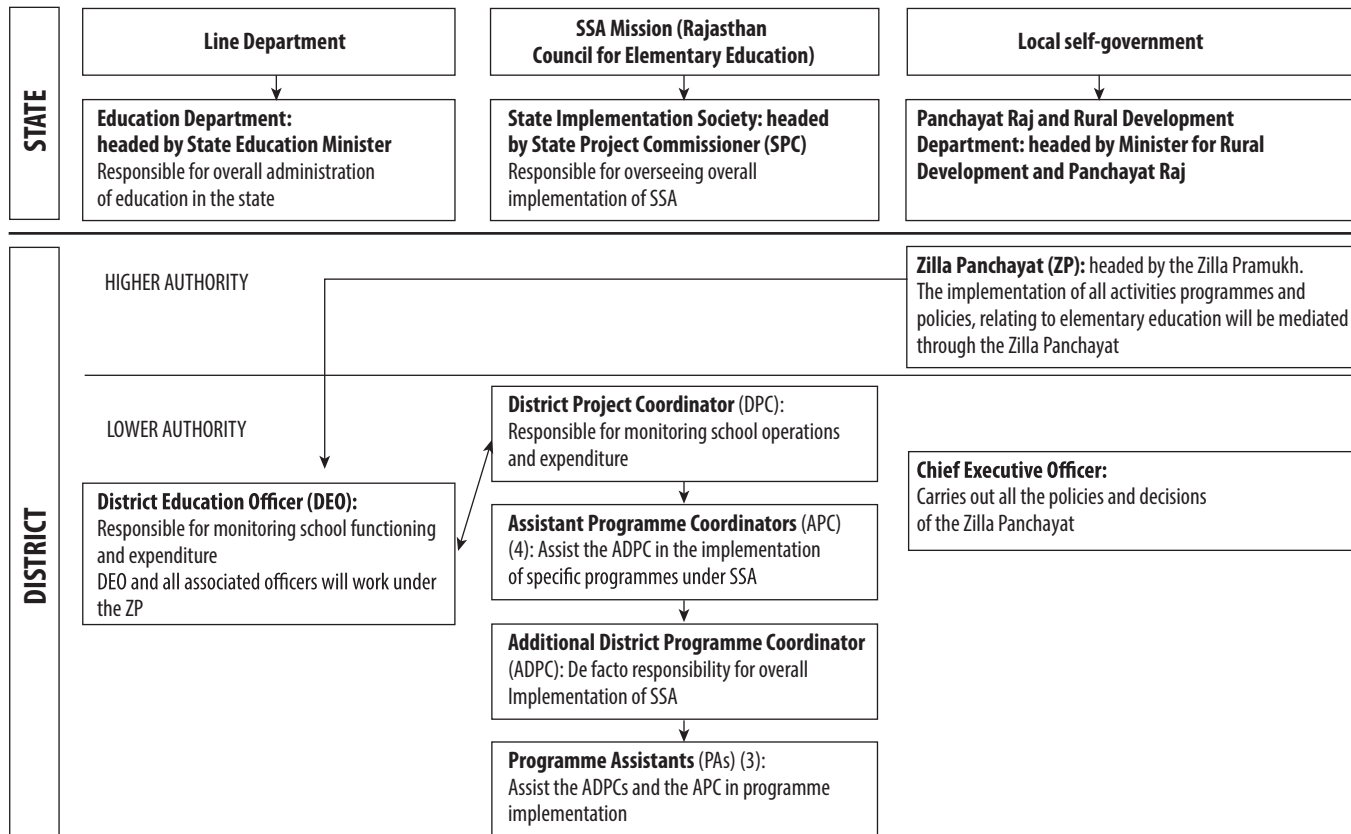 STATE
Line Department
SSA Mission (Rajasthan
Council for Elementary Education)
Local self-government
Education Department:
headed by State Education Minister
Responsible for overall administration
of education in the state
State Implementation Society: headed
by State Project Commissioner (SPC)
Responsible for overseeing overall
implementation of SSA
Panchayat Raj and Rural Development
Department: headed by Minister for Rural
Development and Panchayat Raj
DISTRICT
HIGHER AUTHORITY
Zilla Panchayat (ZP): headed by the Zilla Pramukh.
The implementation of all activities programmes and
policies, relating to elementary education will be mediated
through the Zilla Panchayat
LOWER AUTHORITY
District Education Officer (DEO):
Responsible for monitoring school functioning
and expenditure
DEO and all associated officers will work under
the ZP
District Project Coordinator (DPC):
Responsible for monitoring school operations
and expenditure
Assistant Programme Coordinators (APC)
(4): Assist the ADPC in the implementation
of specific programmes under SSA
Additional District Programme Coordinator
(ADPC): De facto responsibility for overall
Implementation of SSA
Programme Assistants (PAs) (3):
Assist the ADPCs and the APC in programme
implementation
Chief Executive Officer:
Carries out all the policies and decisions
of the Zilla Panchayat